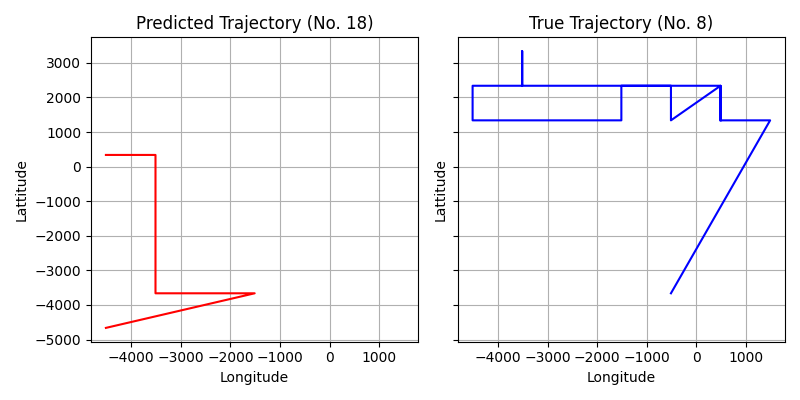 Predicted Trajectory (No. 18)
True Trajectory (No. 8)
Lattitude
3000
2000
1000
0
−1000
−2000
−3000
−4000
−5000
−4000 −3000 −2000 −1000 0 1000
Longitude
Lattitude
−4000 −3000 −2000 −1000 0 1000
Longitude